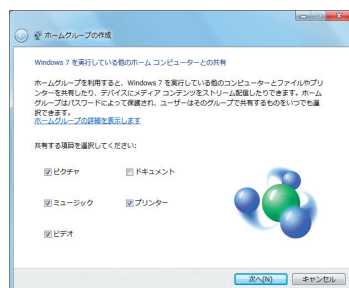 ホームグループの作成
Windows 7 を実行している他のホーム コンピューターとの共有
ホームグループを利用すると、Windows 7 を実行している他のコンピューターとファイルやプリ
ンターを共有したり、デバイスにメディア コンテンツをストリーム配信したりできます。ホーム
グループはパスワードによって保護され、ユーザーはそのグループで共有するものをいつでも選
択できます。
ホームグループの詳細を表示します
共有する項目を選択してください:
ピクチャ
ドキュメント
ミュージック
プリンター
ビデオ
次へ(N)
キャンセル